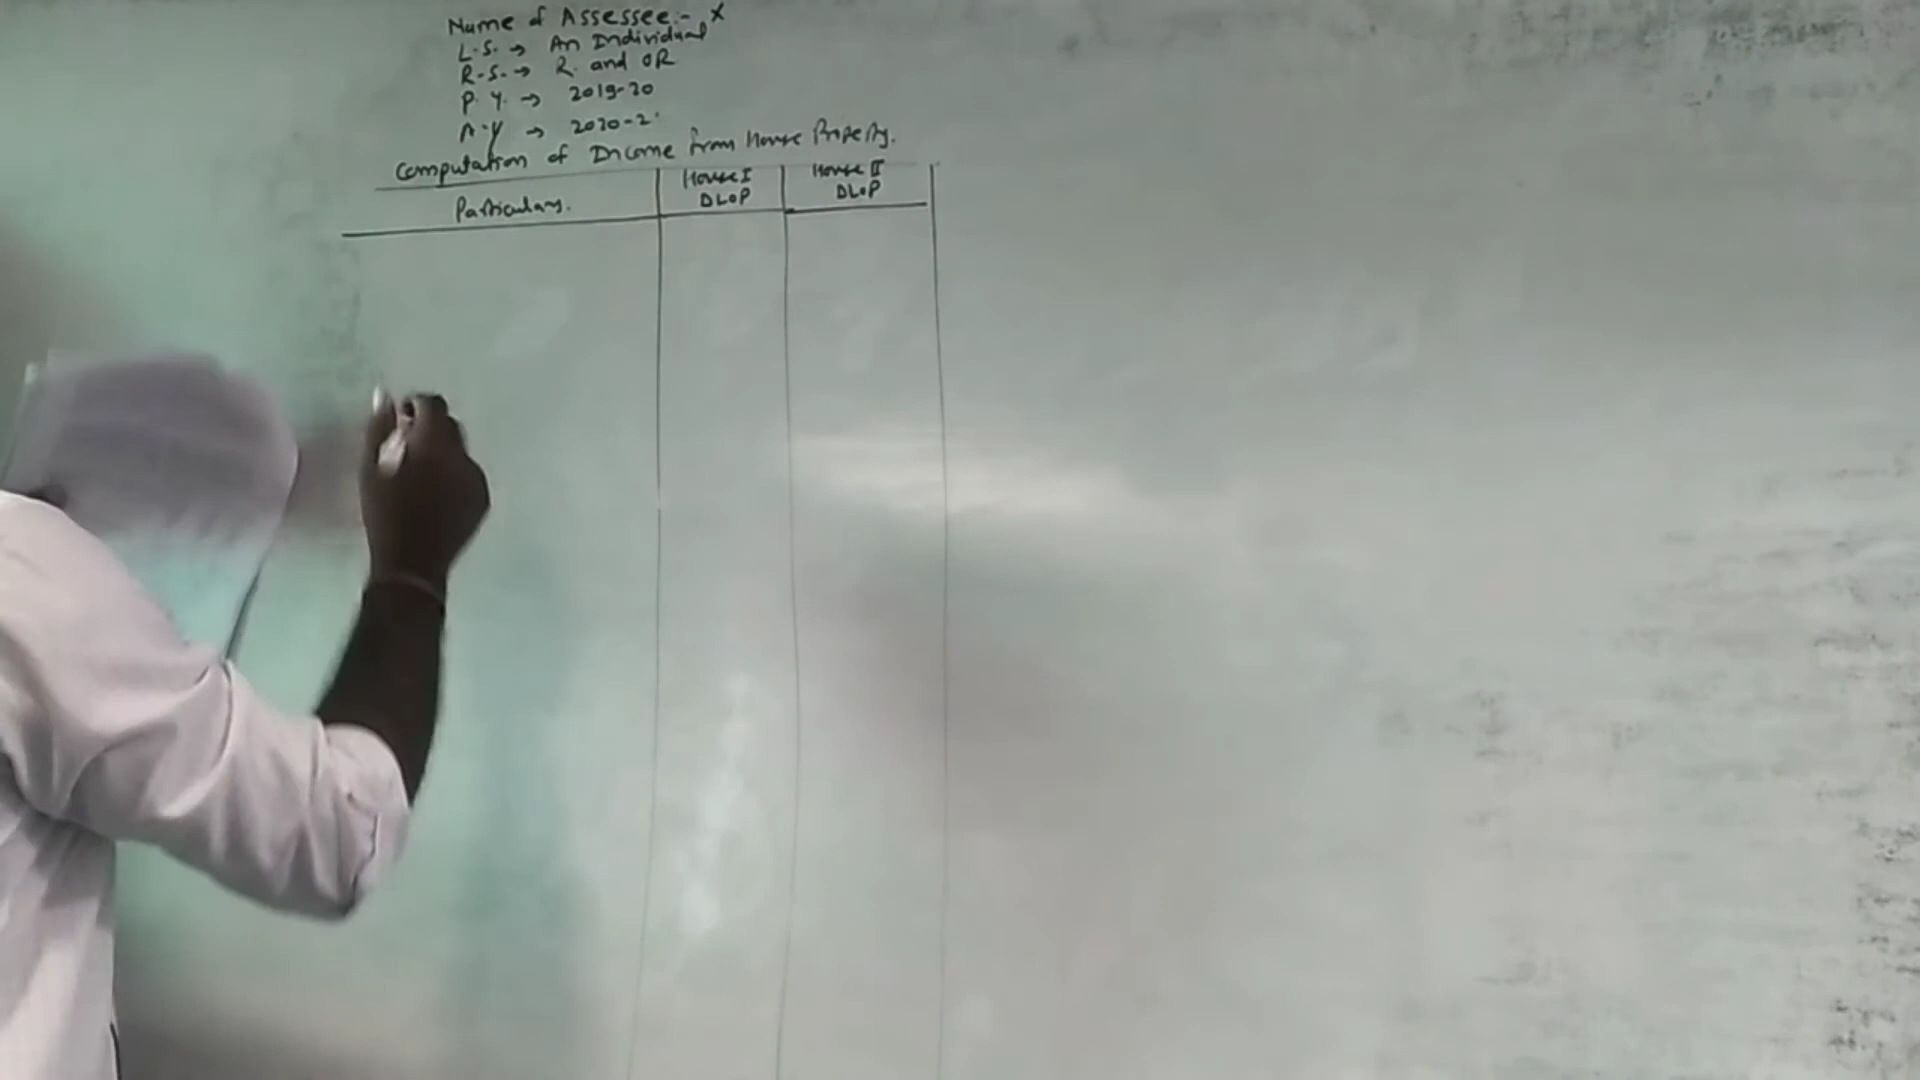 Name of Assessee:- X
L.S. → An Individual
R.S. → R. and OR
P.Y. → 2019-20
A.Y → 2020-2
Computation of Income from House Property.
Particulars. House I DLOP House II DLOP